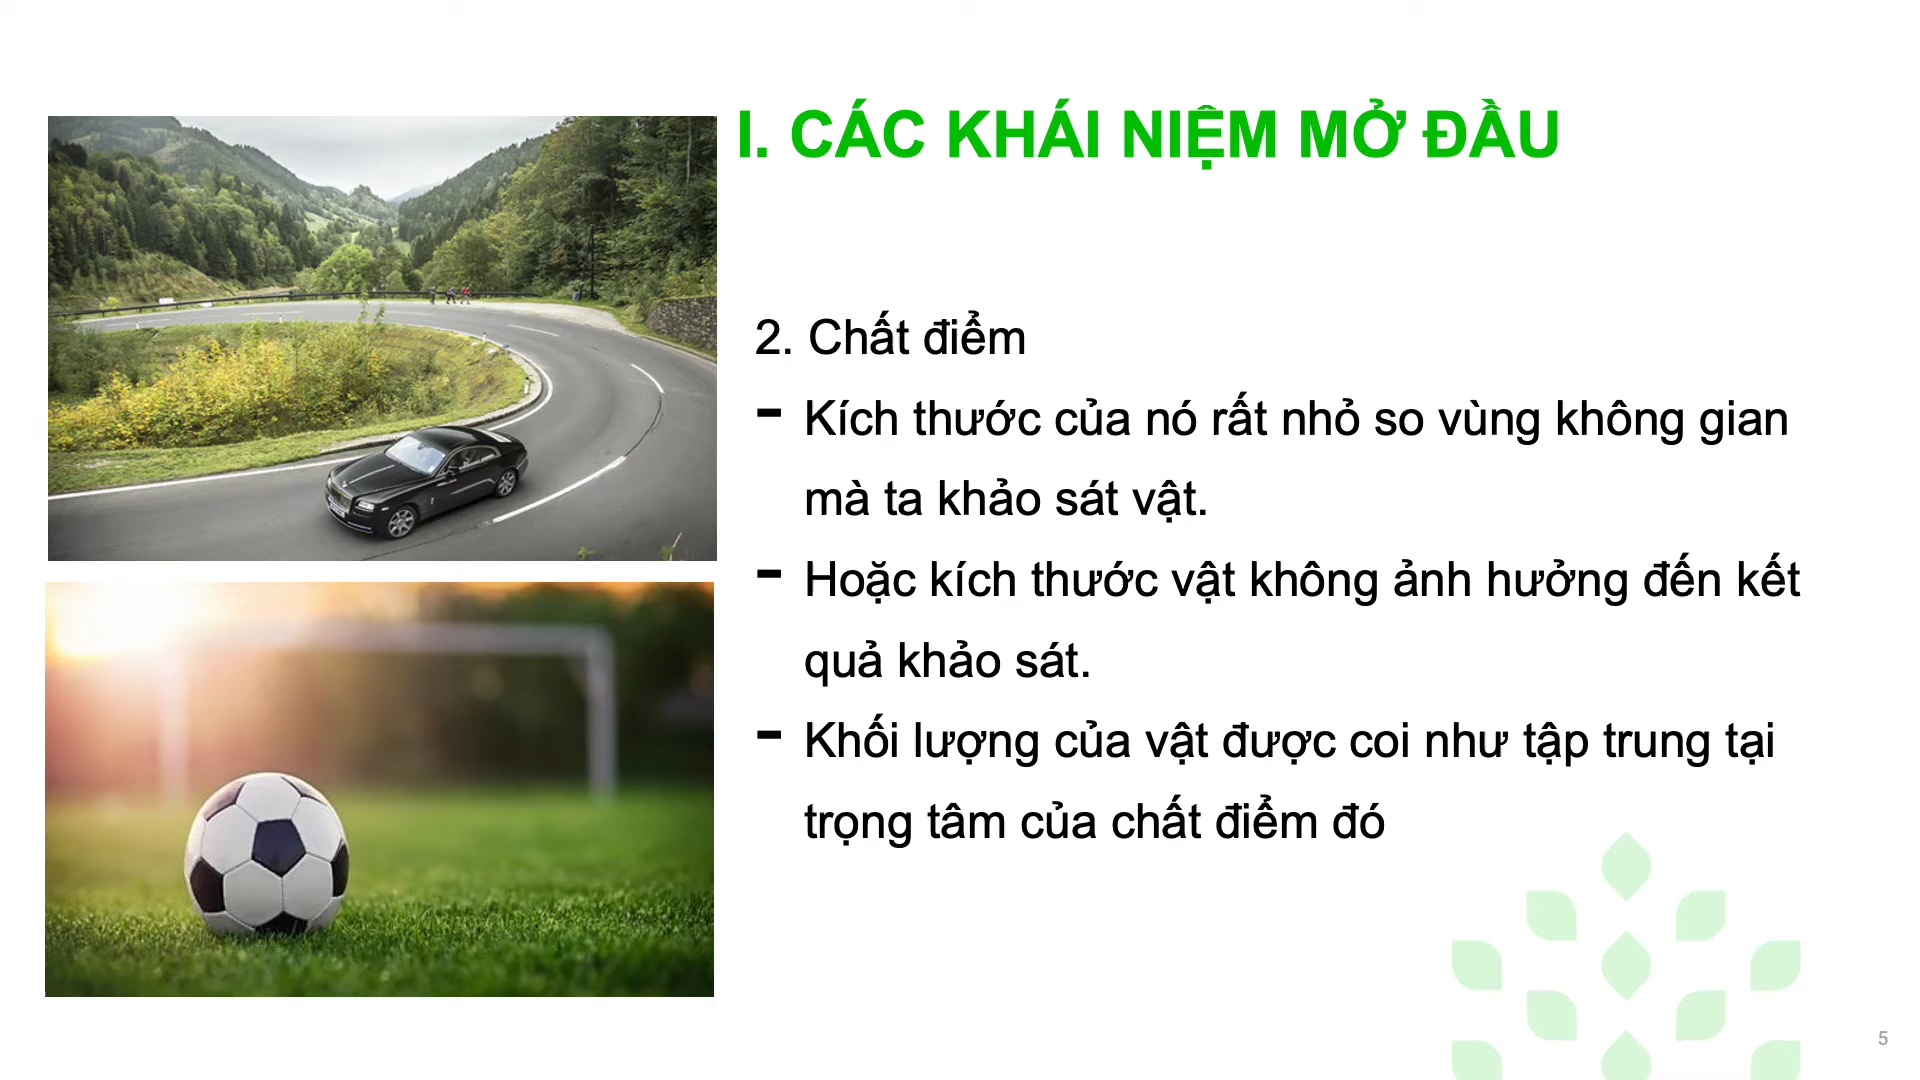 I. CÁC KHÁI NIỆM MỞ ĐẦU
2. Chất điểm
- Kích thước của nó rất nhỏ so vùng không gian
mà ta khảo sát vật.
- Hoặc kích thước vật không ảnh hưởng đến kết
quả khảo sát.
- Khối lượng của vật được coi như tập trung tại
trọng tâm của chất điểm đó
5